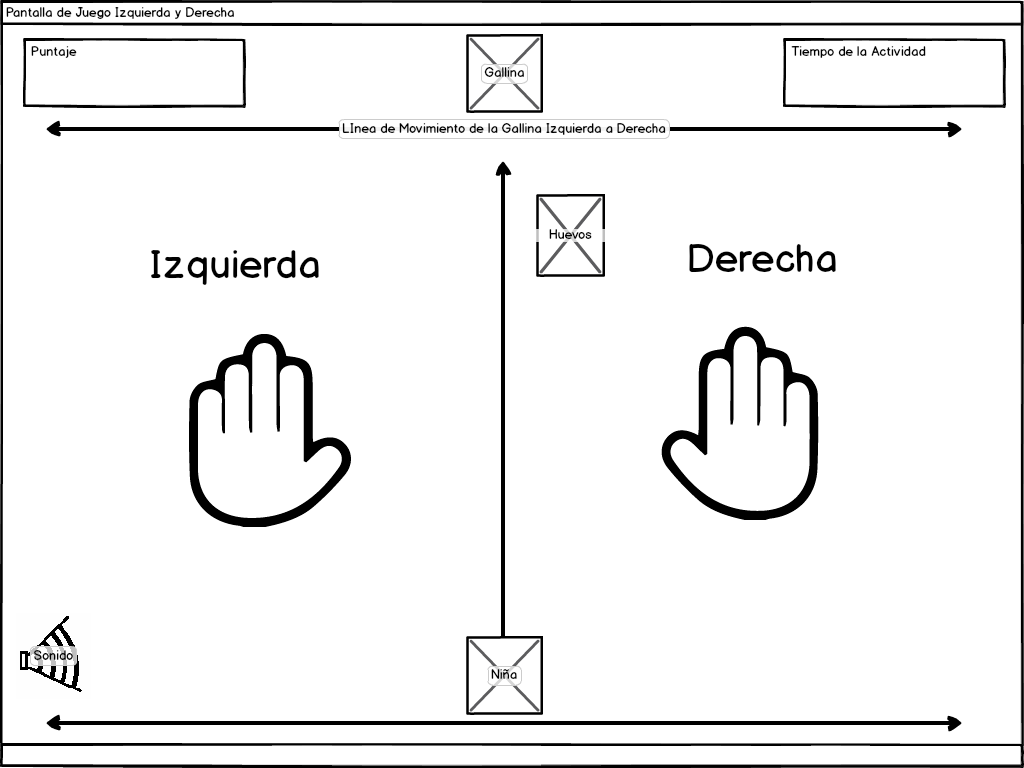 Pantalla de Juego Izquierda y Derecha
Puntaje
Gallina
Tiempo de la Actividad
LInea de Movimiento de la Gallina Izquierda a Derecha
Huevos
Izquierda
Derecha
Sonido
Niña